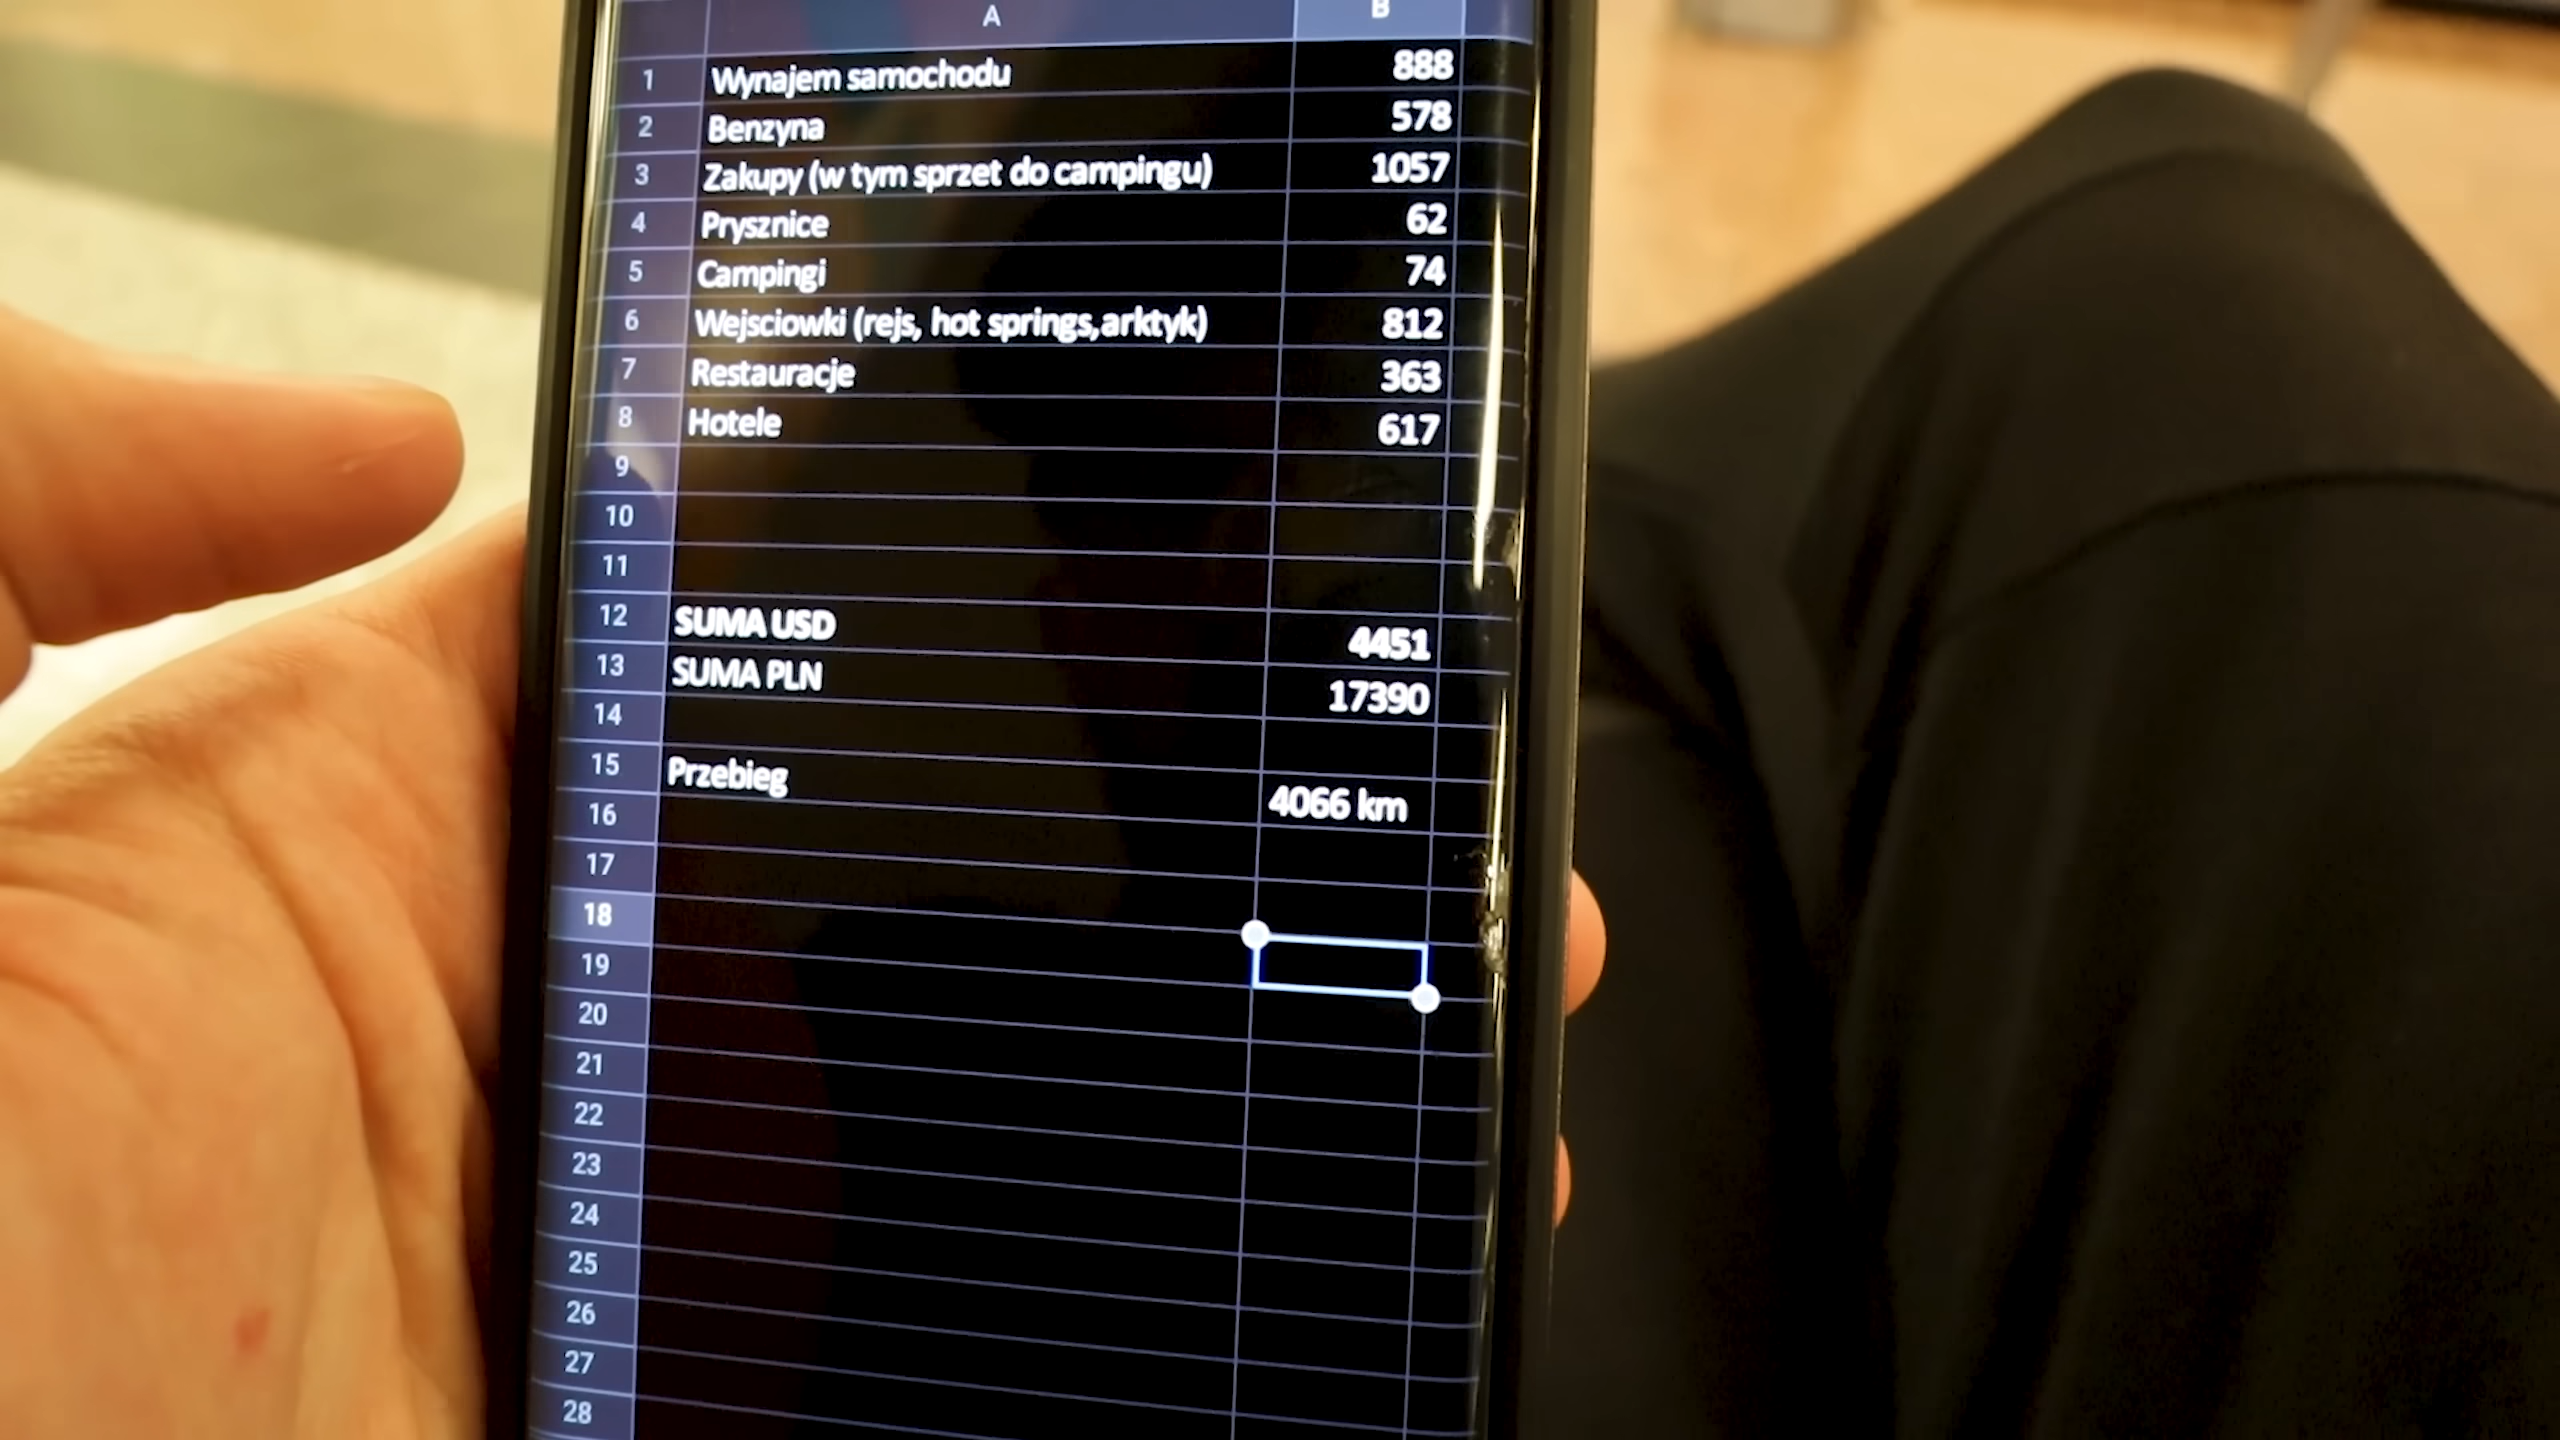 A B
1 Wynajem samochodu 888
2 Benzyna 578
3 Zakupy (w tym sprzet do campingu) 1057
4 Prysznice 62
5 Campingi 74
6 Wejsciowki (rejs, hot springs,arktyk) 812
7 Restauracje 363
8 Hotele 617
9
10
11
12 SUMA USD 4451
13 SUMA PLN 17390
14
15 Przebieg 4066 km
16
17
18
19
20
21
22
23
24
25
26
27
28